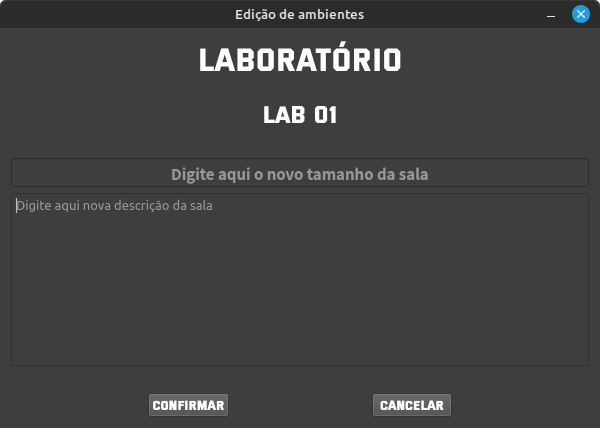 Edição de ambientes
LABORATÓRIO
LAB 01
Digite aqui o novo tamanho da sala
Digite aqui nova descrição da sala
CONFIRMAR
CANCELAR